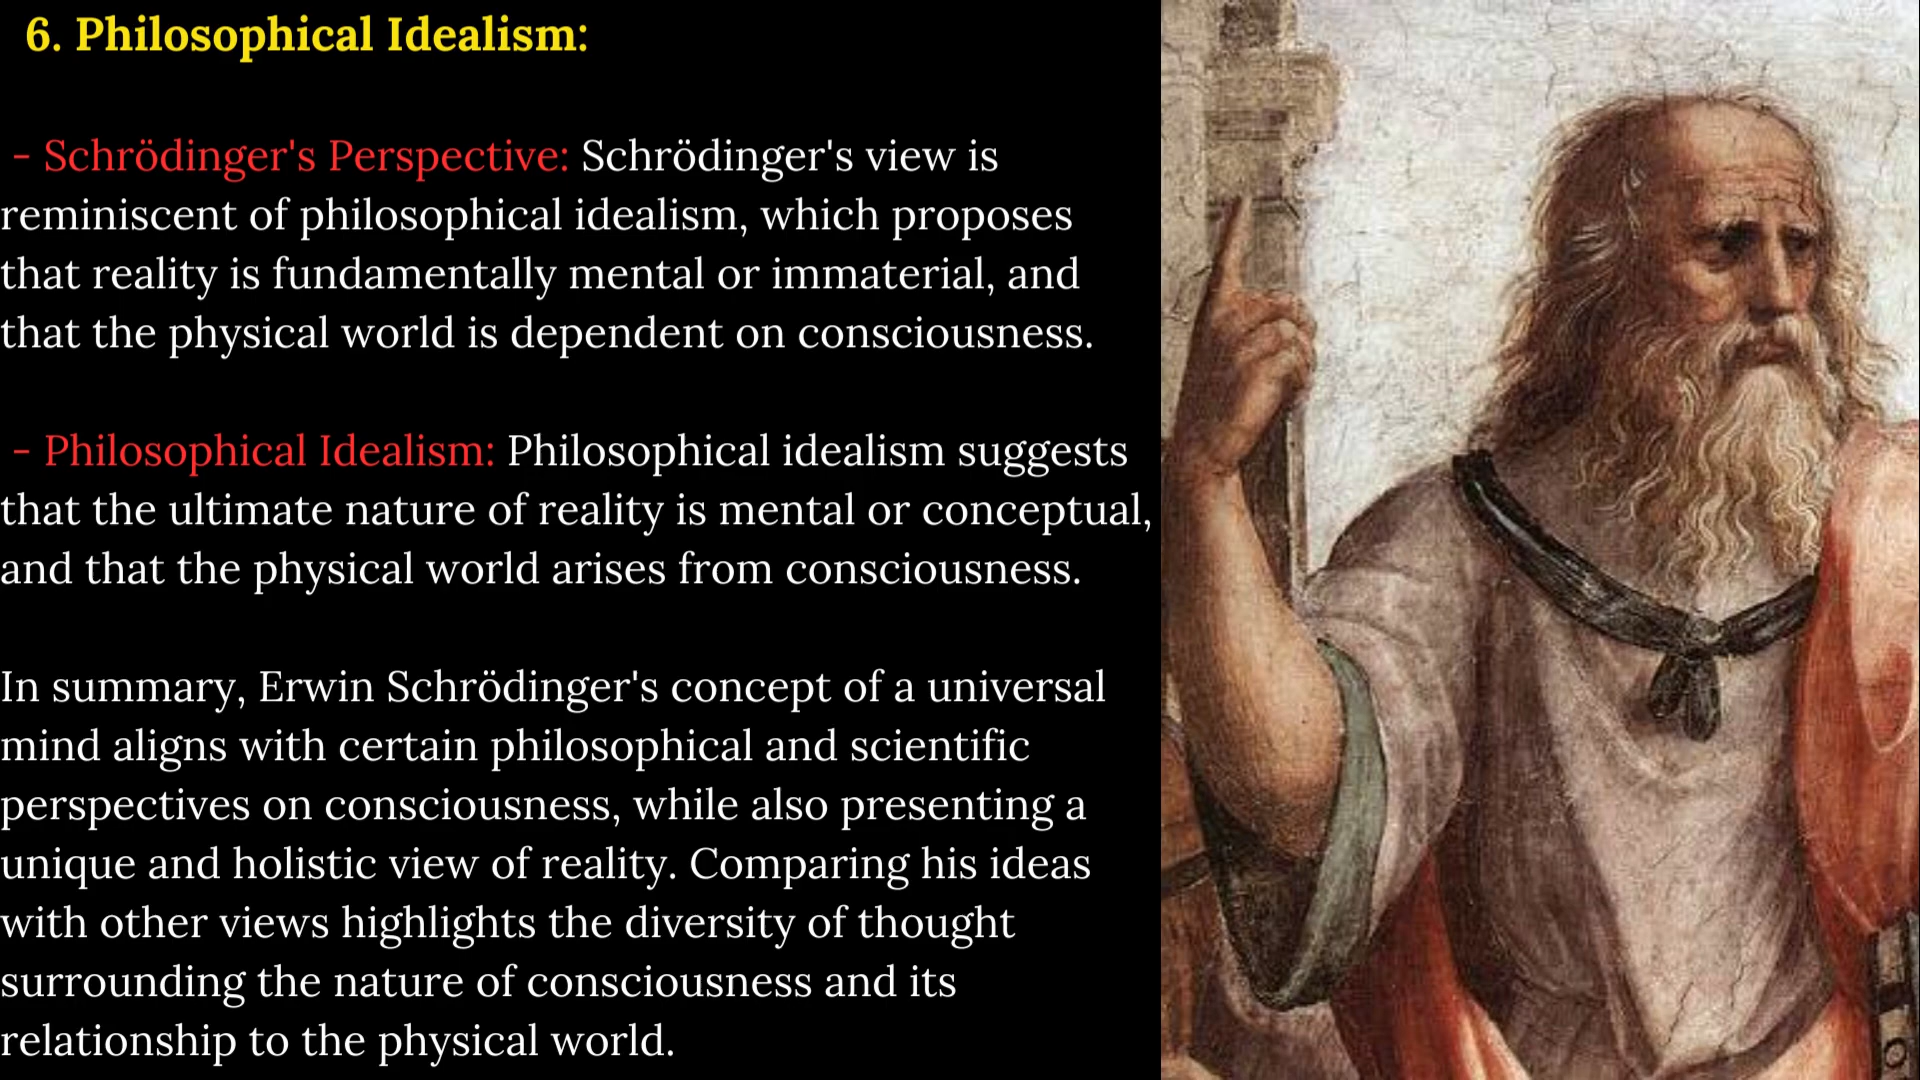 6. Philosophical Idealism:
- Schrödinger's Perspective: Schrödinger's view is
reminiscent of philosophical idealism, which proposes
that reality is fundamentally mental or immaterial, and
that the physical world is dependent on consciousness.
- Philosophical Idealism: Philosophical idealism suggests
that the ultimate nature of reality is mental or conceptual,
and that the physical world arises from consciousness.
In summary, Erwin Schrödinger's concept of a universal
mind aligns with certain philosophical and scientific
perspectives on consciousness, while also presenting a
unique and holistic view of reality. Comparing his ideas
with other views highlights the diversity of thought
surrounding the nature of consciousness and its
relationship to the physical world.